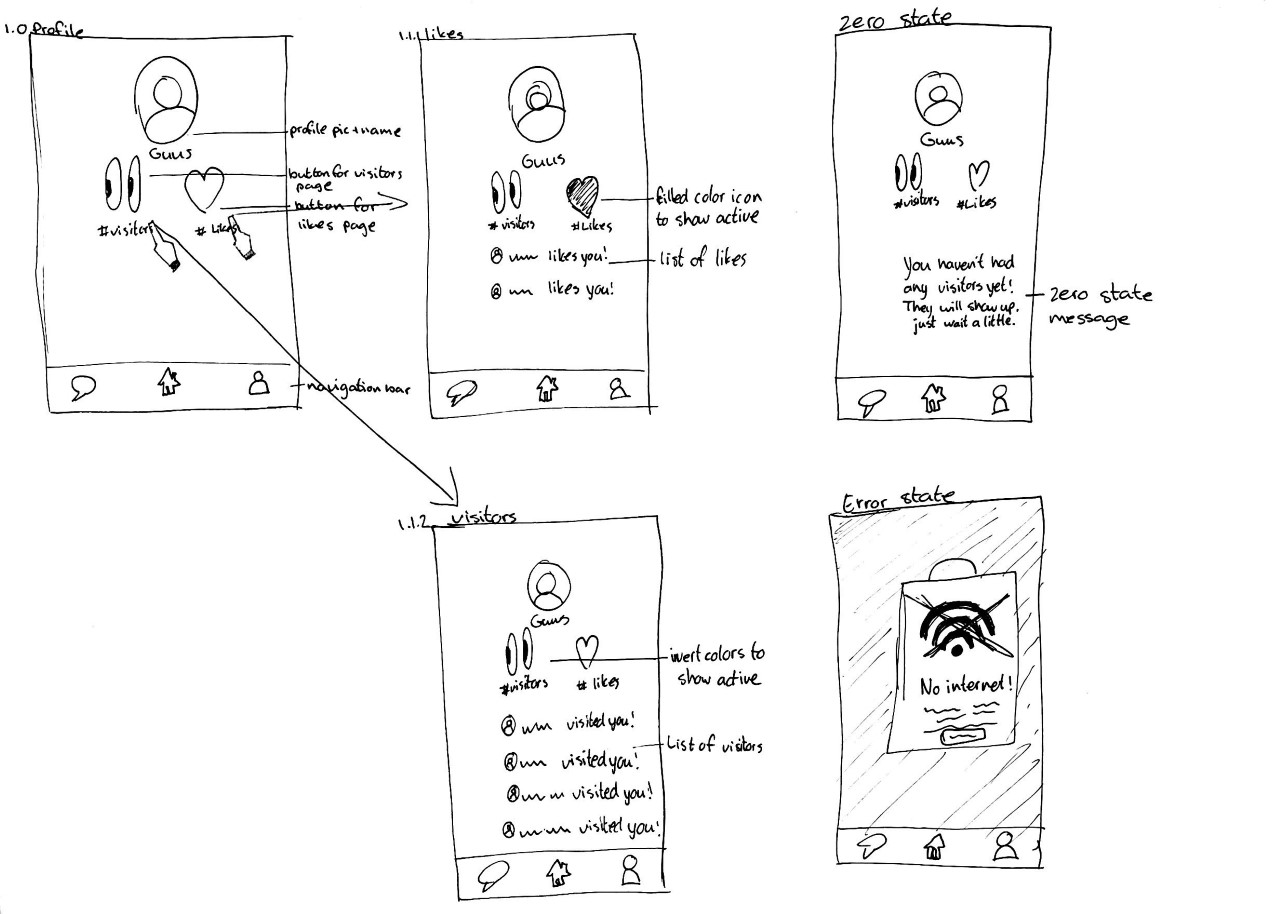 1.0 Profile
profile pic + name
Guus
button for visitors
page
button for
likes page
#visitors
# Likes
navigation bar
1.1.1 likes
Guus
filled color icon
to show active
# visitors
#Likes
likes you!
list of likes
likes you!
Zero state
Guus
#visitors
#Likes
You haven't had
any visitors yet!
They will show up,
just wait a little.
Zero state
message
1.1.2 visitors
Guus
invert colors to
show active
#visitors
# likes
visited you!
List of visitors
visited you!
visited you!
visited you!
Error state
No internet!